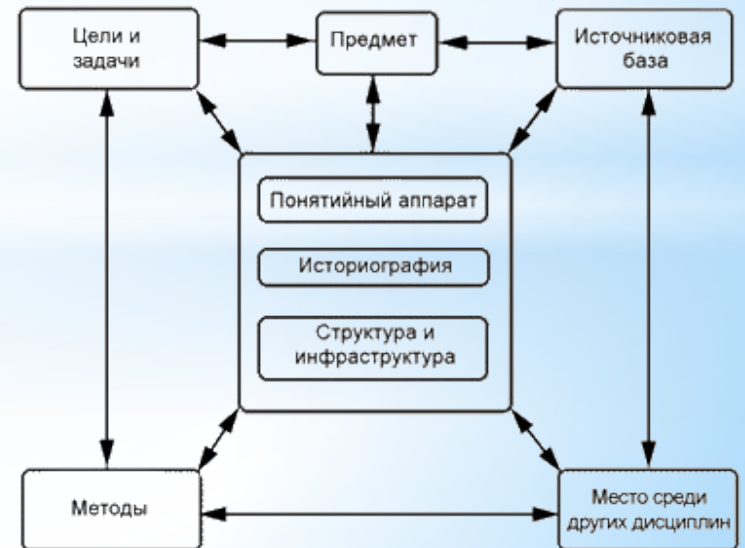 Цели и
задачи
Предмет
Источниковая
база
Понятийный аппарат
Историография
Структура и
инфраструктура
Методы
Место среди
других дисциплин